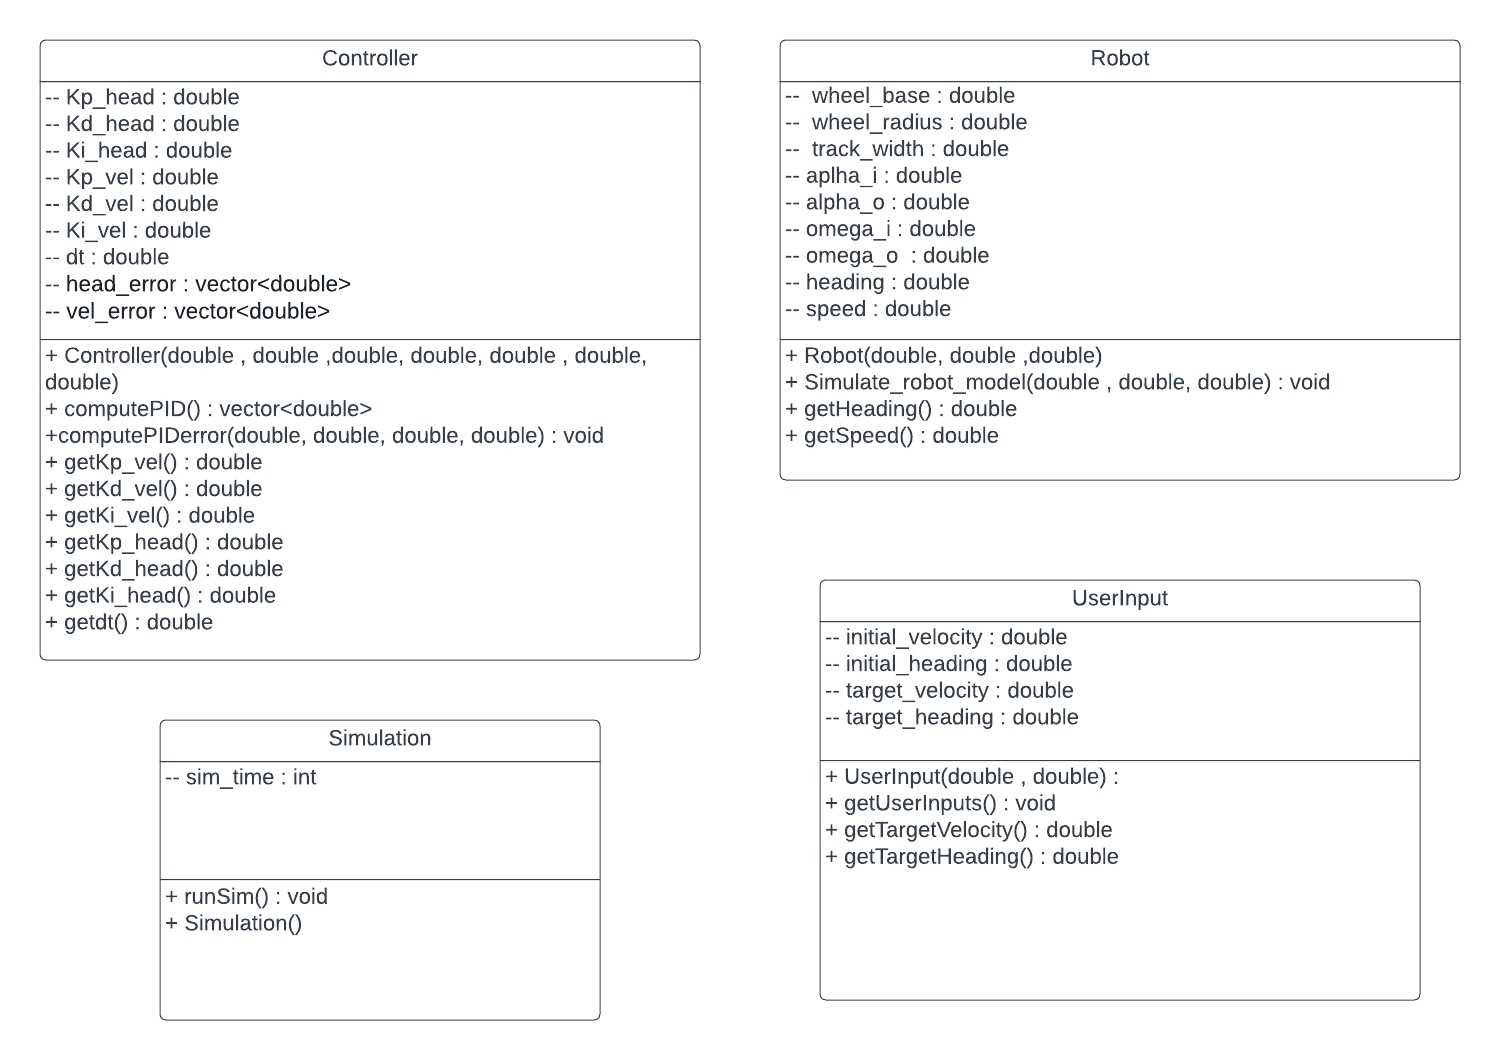 Controller
-- Kp_head : double
-- Kd_head : double
-- Ki_head : double
-- Kp_vel : double
-- Kd_vel : double
-- Ki_vel : double
-- dt : double
-- head_error : vector<double>
-- vel_error : vector<double>
+ Controller(double , double ,double, double, double , double,
double)
+ computePID() : vector<double>
+computePIDerror(double, double, double, double) : void
+ getKp_vel() : double
+ getKd_vel() : double
+ getKi_vel() : double
+ getKp_head() : double
+ getKd_head() : double
+ getKi_head() : double
+ getdt() : double
Robot
--  wheel_base : double
--  wheel_radius : double
--  track_width : double
-- aplha_i : double
-- alpha_o : double
-- omega_i : double
-- omega_o  : double
-- heading : double
-- speed : double
+ Robot(double, double ,double)
+ Simulate_robot_model(double , double, double) : void
+ getHeading() : double
+ getSpeed() : double
Simulation
-- sim_time : int
+ runSim() : void
+ Simulation()
UserInput
-- initial_velocity : double
-- initial_heading : double
-- target_velocity : double
-- target_heading : double
+ UserInput(double , double) :
+ getUserInputs() : void
+ getTargetVelocity() : double
+ getTargetHeading() : double